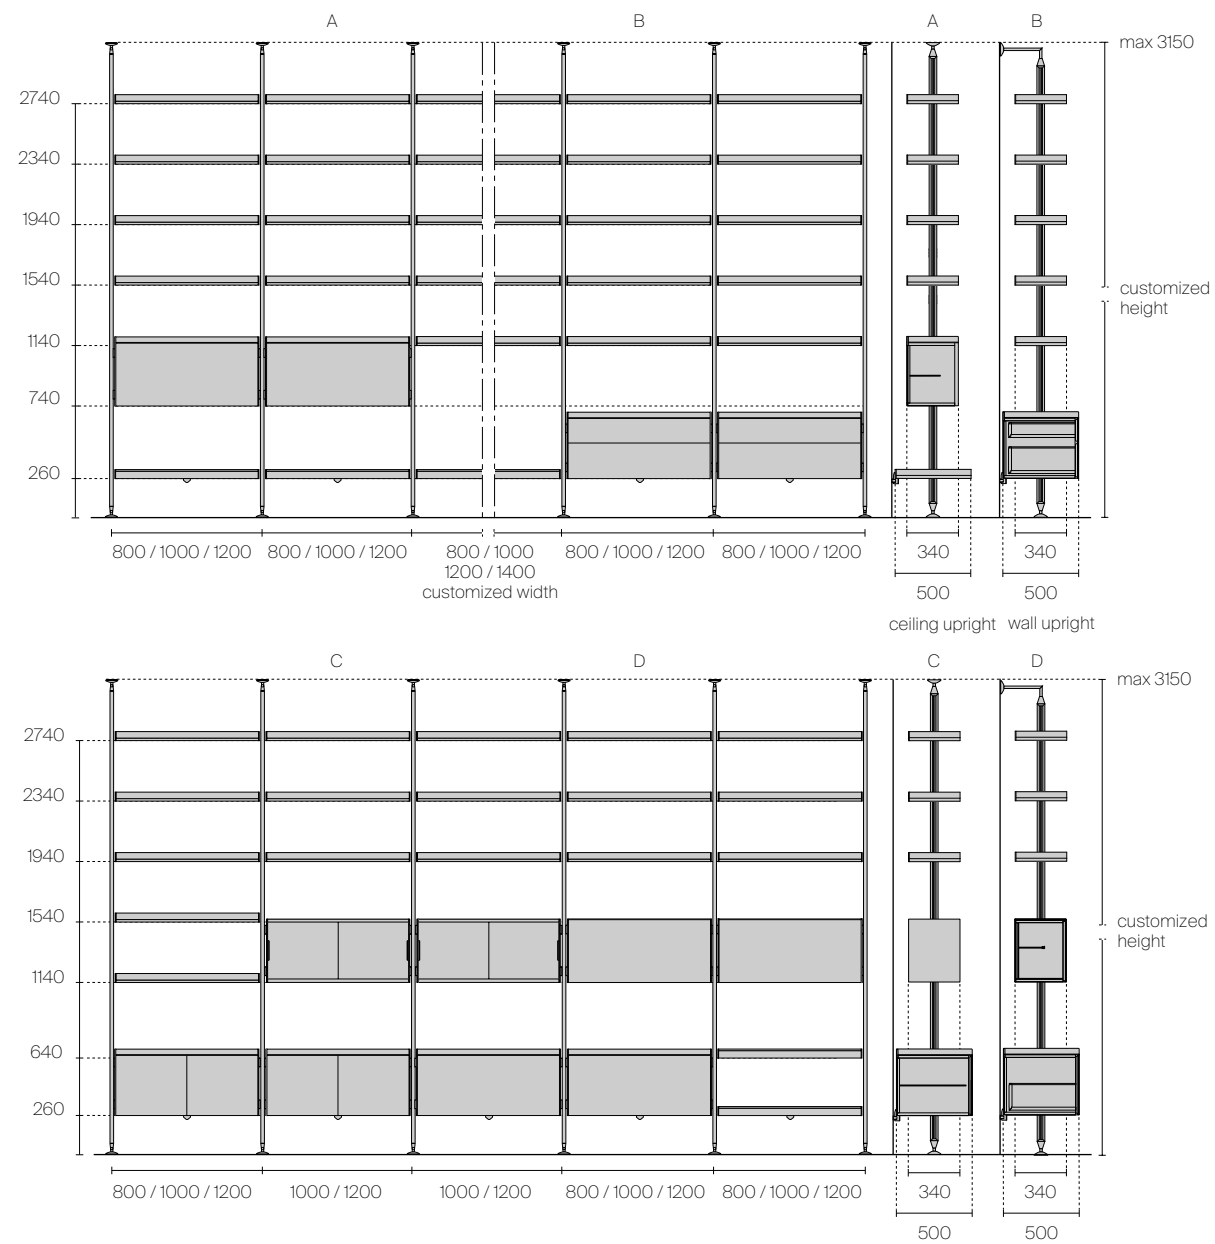 A B A B
max 3150
2740
2340
1940
1540
customized
height
1140
740
260
800 / 1000 / 1200 800 / 1000 / 1200 800 / 1000 800 / 1000 / 1200 800 / 1000 / 1200 340 340
1200 / 1400
customized width
500 500
ceiling upright wall upright
C D C D
max 3150
2740
2340
1940
1540
customized
height
1140
640
260
800 / 1000 / 1200 1000 / 1200 1000 / 1200 800 / 1000 / 1200 800 / 1000 / 1200 340 340
500 500